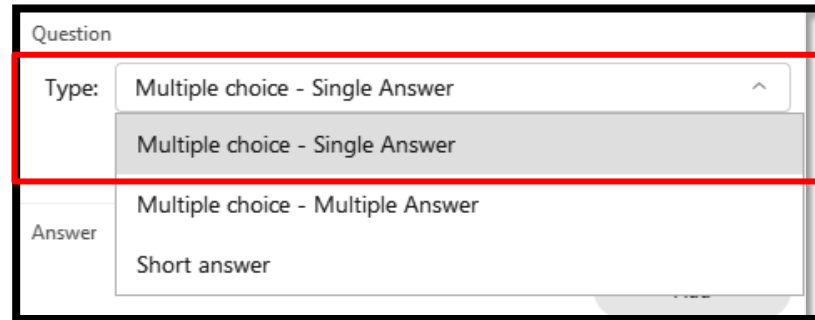 Question
Type: Multiple choice - Single Answer
Multiple choice - Single Answer
Multiple choice - Multiple Answer
Answer
Short answer